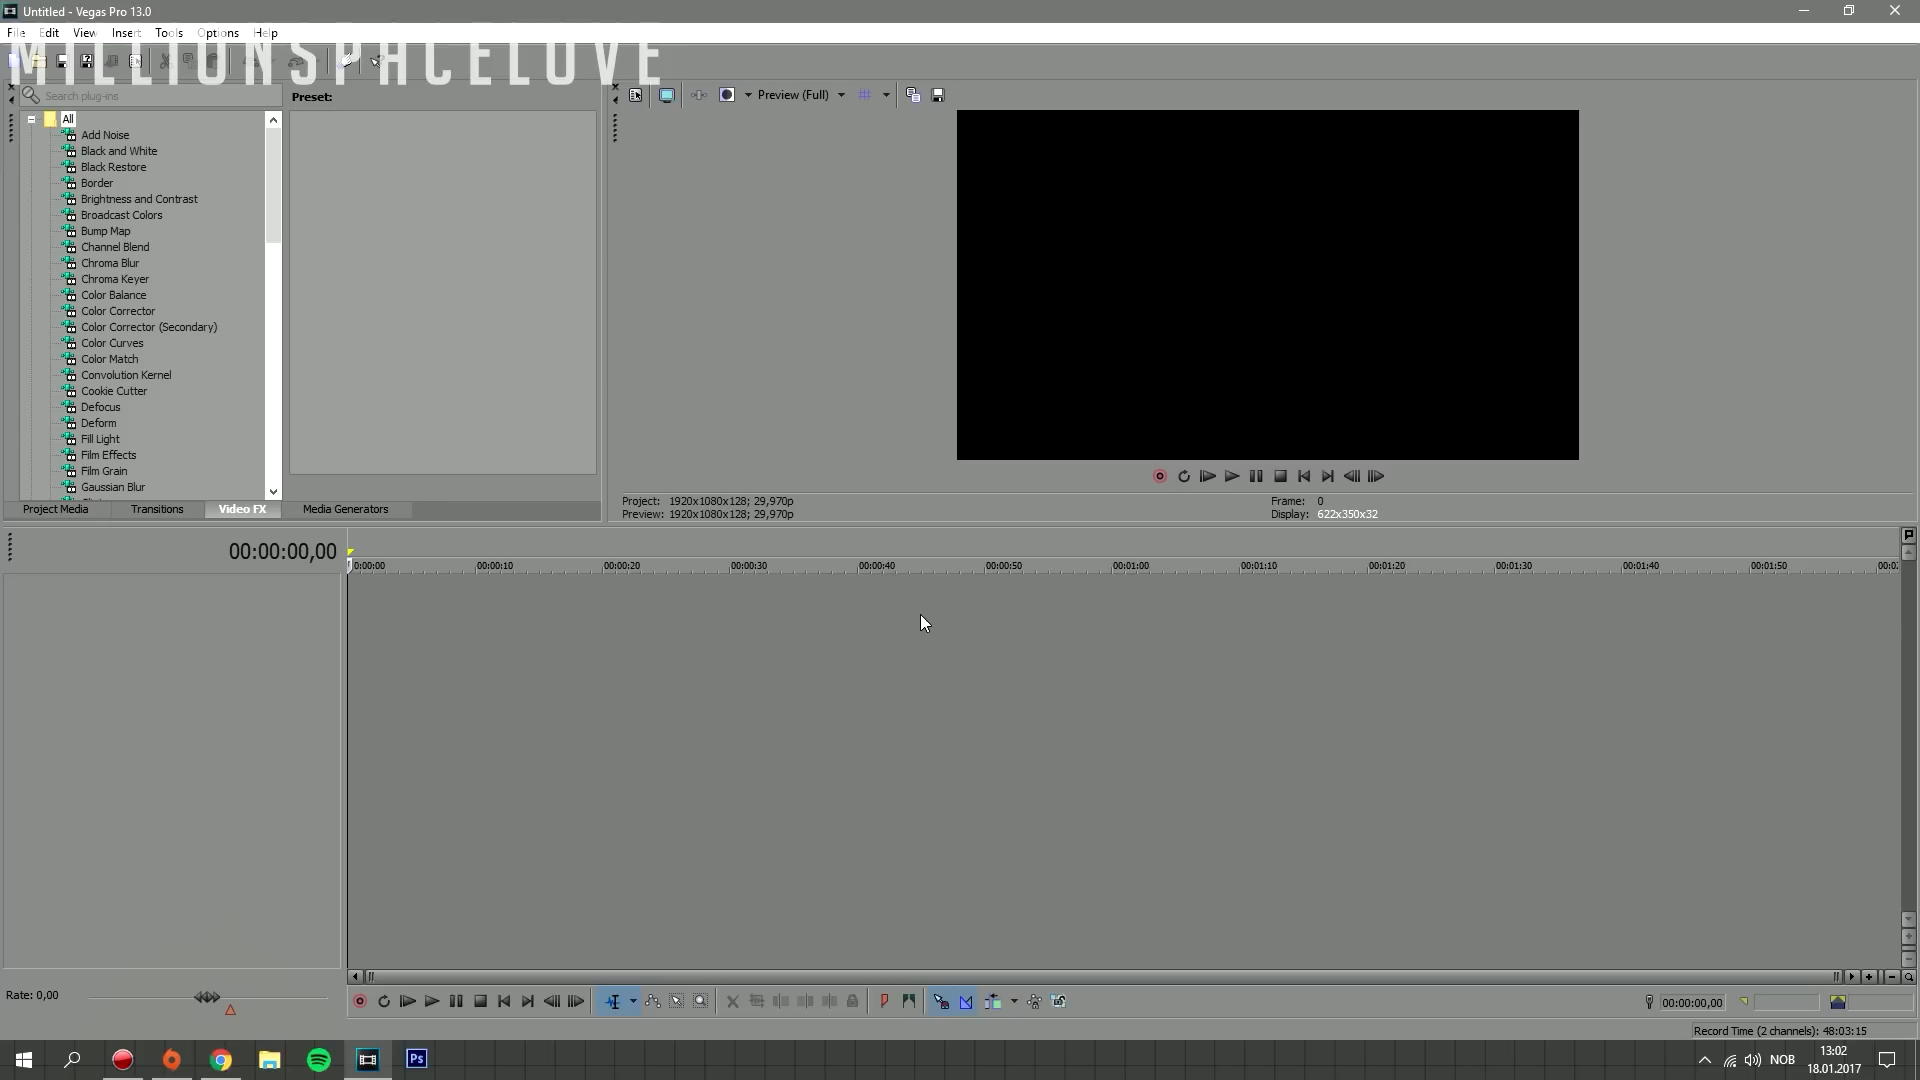 Untitled - Vegas Pro 13.0
File Edit View Insert Tools Options Help
MILLIONSPACELOVE
Search plug-ins
Preset:
Preview (Full)
All
Add Noise
Black and White
Black Restore
Border
Brightness and Contrast
Broadcast Colors
Bump Map
Channel Blend
Chroma Blur
Chroma Keyer
Color Balance
Color Corrector
Color Corrector (Secondary)
Color Curves
Color Match
Convolution Kernel
Cookie Cutter
Defocus
Deform
Fill Light
Film Effects
Film Grain
Gaussian Blur
Project Media Transitions Video FX Media Generators
Project: 1920x1080x128; 29,970p
Preview: 1920x1080x128; 29,970p
Frame: 0
Display: 622x350x32
00:00:00,00
0:00:00 00:00:10 00:00:20 00:00:30 00:00:40 00:00:50 00:01:00 00:01:10 00:01:20 00:01:30 00:01:40 00:01:50
Rate: 0,00
00:00:00,00
Record Time (2 channels): 48:03:15
Ps
NOB
13:02
18.01.2017